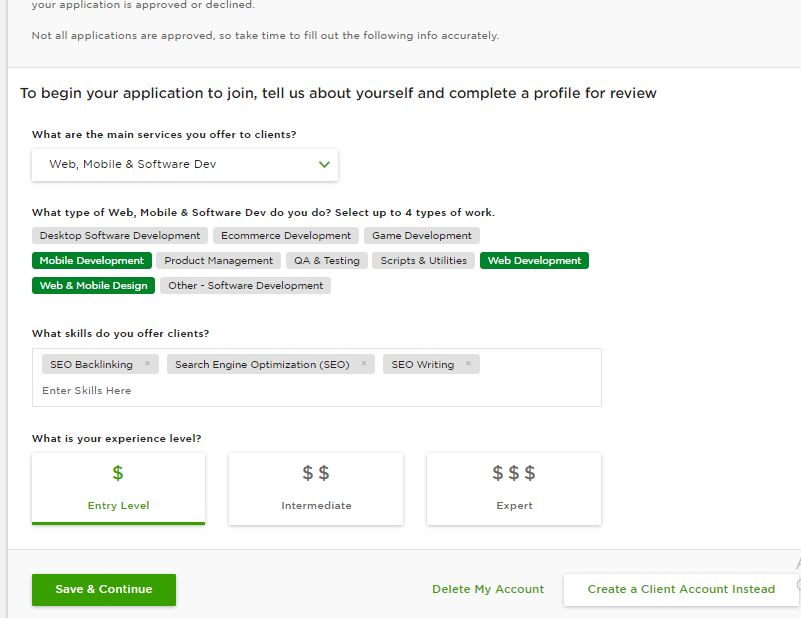 your application is approved or declined.
Not all applications are approved, so take time to fill out the following info accurately.
To begin your application to join, tell us about yourself and complete a profile for review
What are the main services you offer to clients?
Web, Mobile & Software Dev
What type of Web, Mobile & Software Dev do you do? Select up to 4 types of work.
Desktop Software Development Ecommerce Development Game Development
Mobile Development Product Management QA & Testing Scripts & Utilities Web Development
Web & Mobile Design Other - Software Development
What skills do you offer clients?
SEO Backlinking × Search Engine Optimization (SEO) × SEO Writing ×
Enter Skills Here
What is your experience level?
$ $ $ $ $ $
Entry Level Intermediate Expert
Save & Continue Delete My Account Create a Client Account Instead